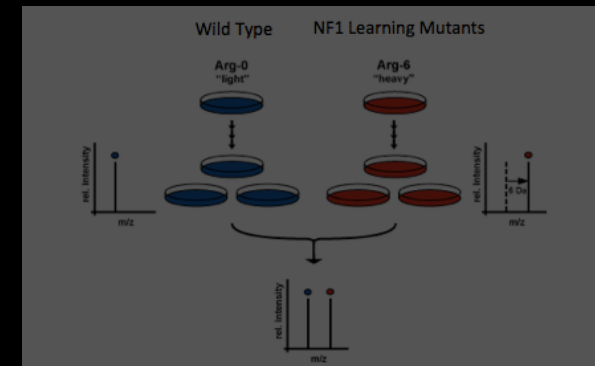 Wild Type
NF1 Learning Mutants
Arg-0
"light"
Arg-6
"heavy"
rel. Intensity
m/z
rel. Intensity
6 Da
m/z
rel. Intensity
m/z